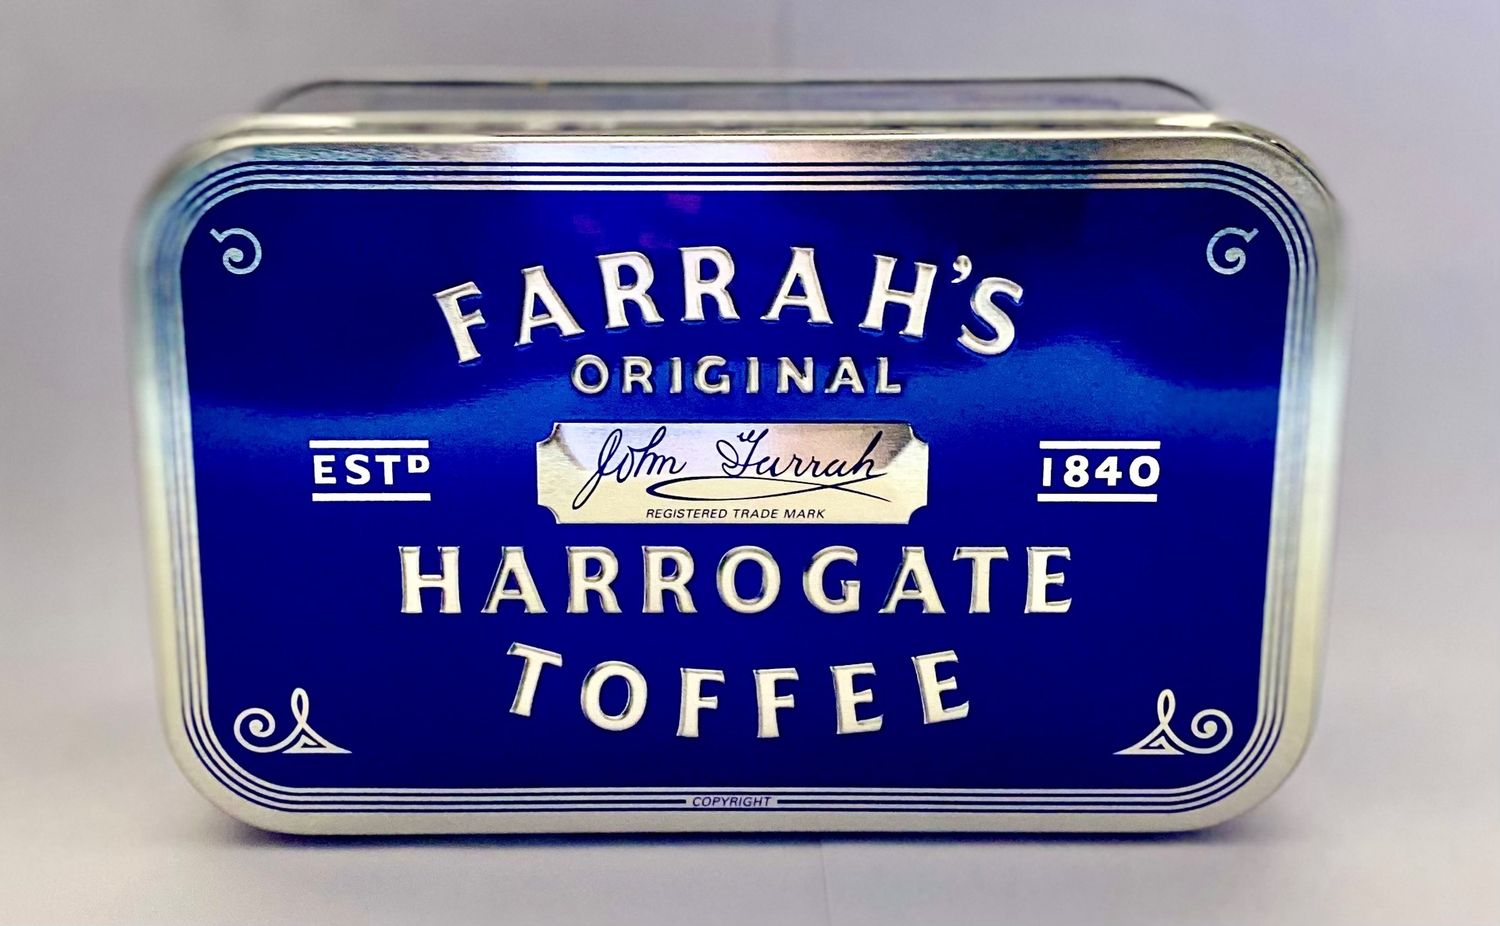 FARRAH'S
ORIGINAL
ESTD
John Farrah
REGISTERED TRADE MARK
1840
HARROGATE
TOFFEE
COPYRIGHT